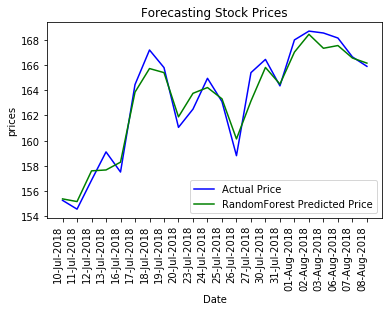 Forecasting Stock Prices
168
166
164
162
160
158
156
154
prices
Actual Price
RandomForest Predicted Price
10-Jul-2018
11-Jul-2018
12-Jul-2018
13-Jul-2018
16-Jul-2018
17-Jul-2018
18-Jul-2018
19-Jul-2018
20-Jul-2018
23-Jul-2018
24-Jul-2018
25-Jul-2018
26-Jul-2018
27-Jul-2018
30-Jul-2018
31-Jul-2018
01-Aug-2018
02-Aug-2018
03-Aug-2018
06-Aug-2018
07-Aug-2018
08-Aug-2018
Date